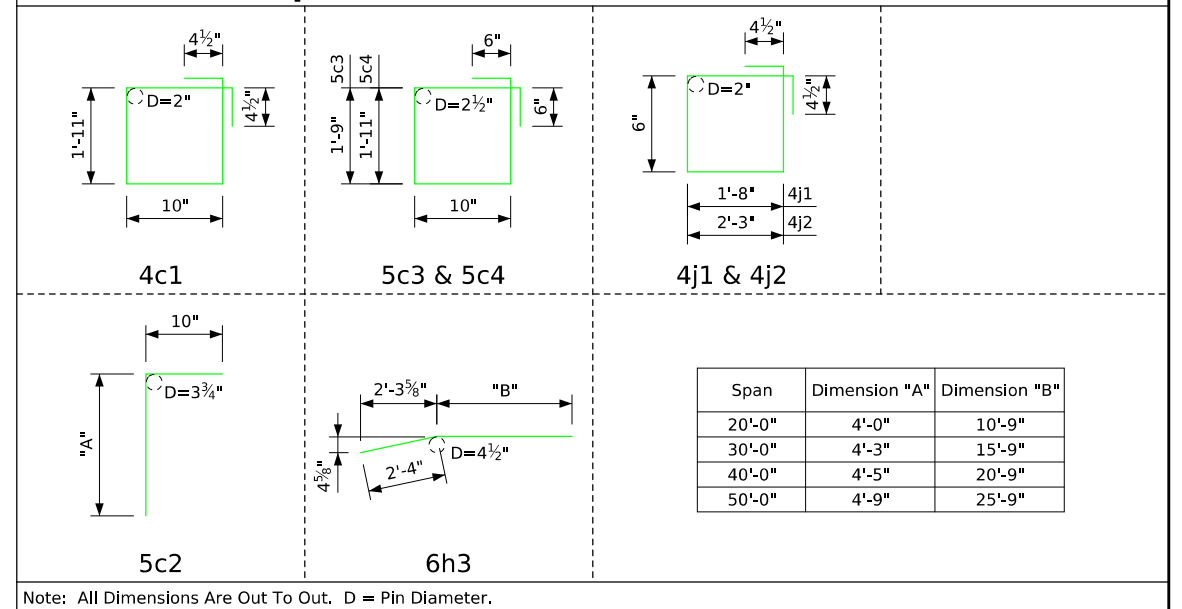 4½"
D=2"
4½"
1'-11"
10"
4c1
6"
5c3
5c4
D=2½"
6"
1'-9"
1'-11"
10"
5c3 & 5c4
4½"
D=2"
4½"
6"
1'-8" 4j1
2'-3" 4j2
4j1 & 4j2
10"
D=3¾"
"A"
5c2
2'-3⅝" "B"
D=4½"
4⅝"
2'-4"
6h3
Span Dimension "A" Dimension "B"
20'-0" 4'-0" 10'-9"
30'-0" 4'-3" 15'-9"
40'-0" 4'-5" 20'-9"
50'-0" 4'-9" 25'-9"
Note: All Dimensions Are Out To Out. D = Pin Diameter.